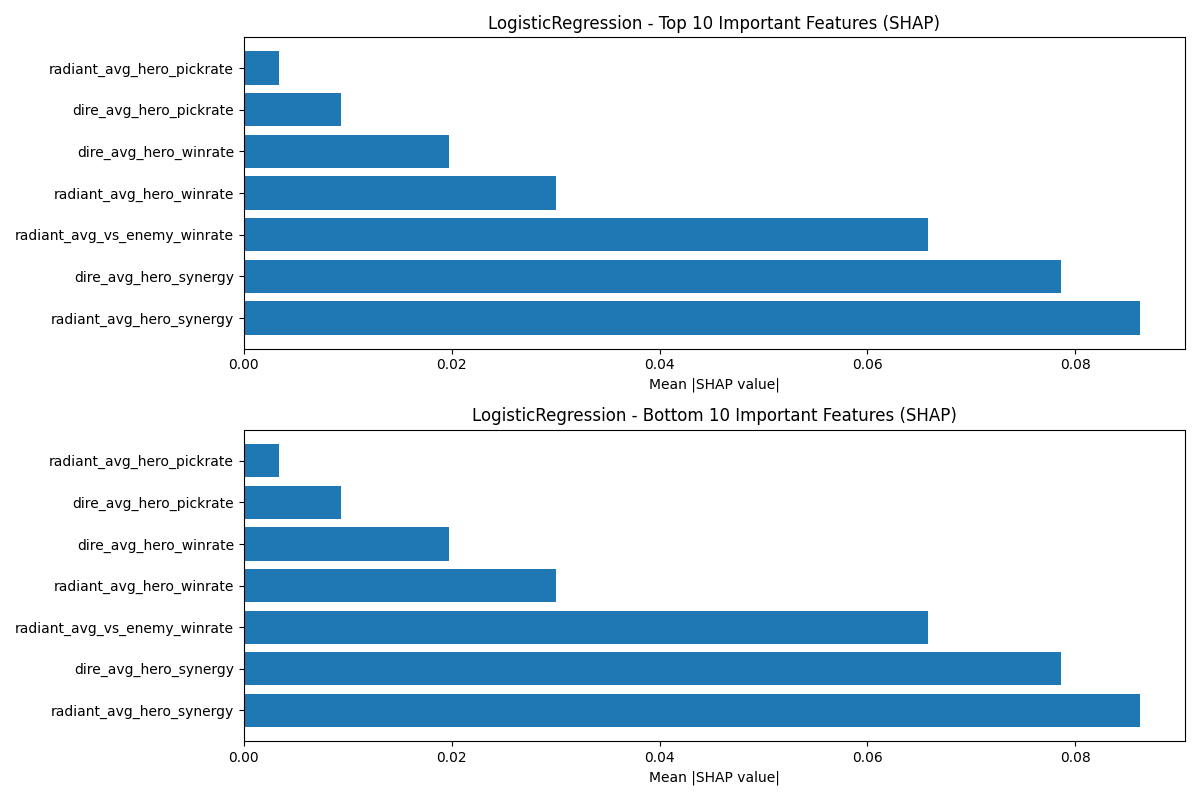 LogisticRegression - Top 10 Important Features (SHAP)
radiant_avg_hero_pickrate
dire_avg_hero_pickrate
dire_avg_hero_winrate
radiant_avg_hero_winrate
radiant_avg_vs_enemy_winrate
dire_avg_hero_synergy
radiant_avg_hero_synergy
0.00 0.02 0.04 0.06 0.08
Mean |SHAP value|
LogisticRegression - Bottom 10 Important Features (SHAP)
radiant_avg_hero_pickrate
dire_avg_hero_pickrate
dire_avg_hero_winrate
radiant_avg_hero_winrate
radiant_avg_vs_enemy_winrate
dire_avg_hero_synergy
radiant_avg_hero_synergy
0.00 0.02 0.04 0.06 0.08
Mean |SHAP value|